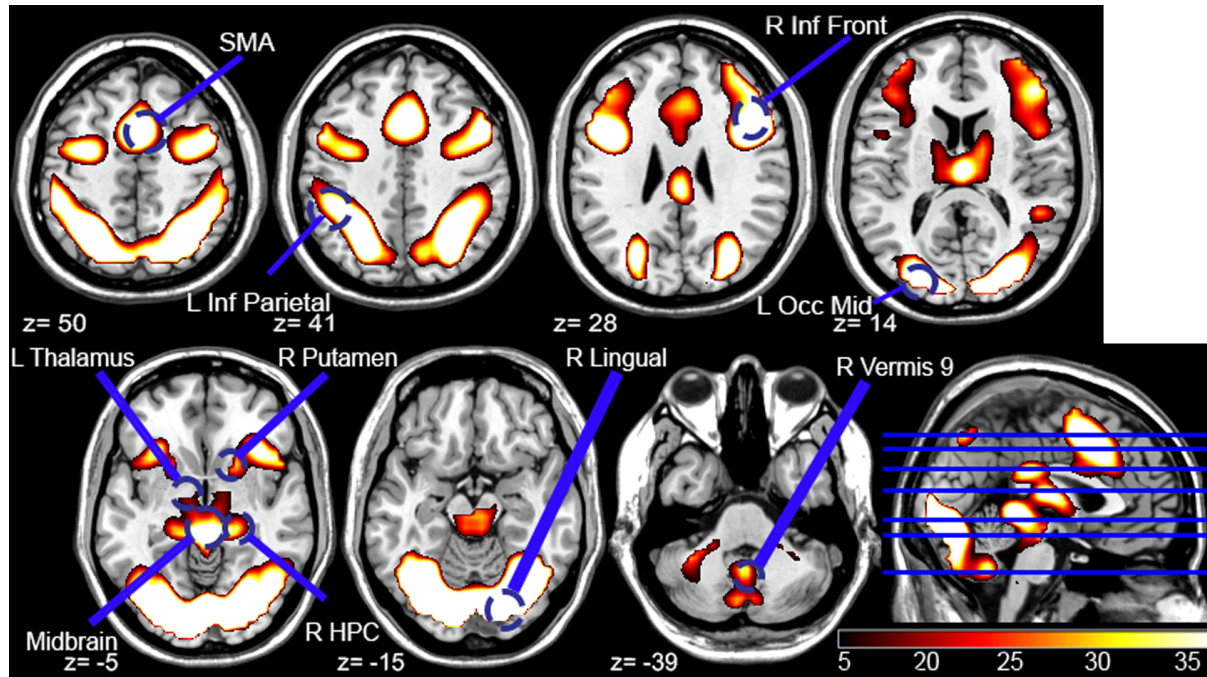 SMA
R Inf Front
L Inf Parietal
L Occ Mid
z= 50
z= 41
z= 28
z= 14
L Thalamus
R Putamen
R Lingual
R Vermis 9
Midbrain
R HPC
z= -5
z= -15
z= -39
5 20 25 30 35